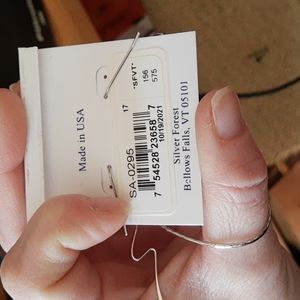 Made in USA
"SFVT"
156
575
17
SA-0295
7 54528 23658 7
10/19/2021
Silver Forest
Bellows Falls, VT 05101